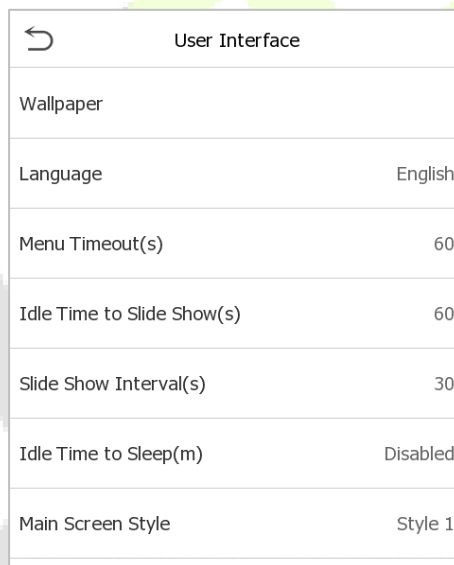 User Interface
Wallpaper
Language English
Menu Timeout(s) 60
Idle Time to Slide Show(s) 60
Slide Show Interval(s) 30
Idle Time to Sleep(m) Disabled
Main Screen Style Style 1